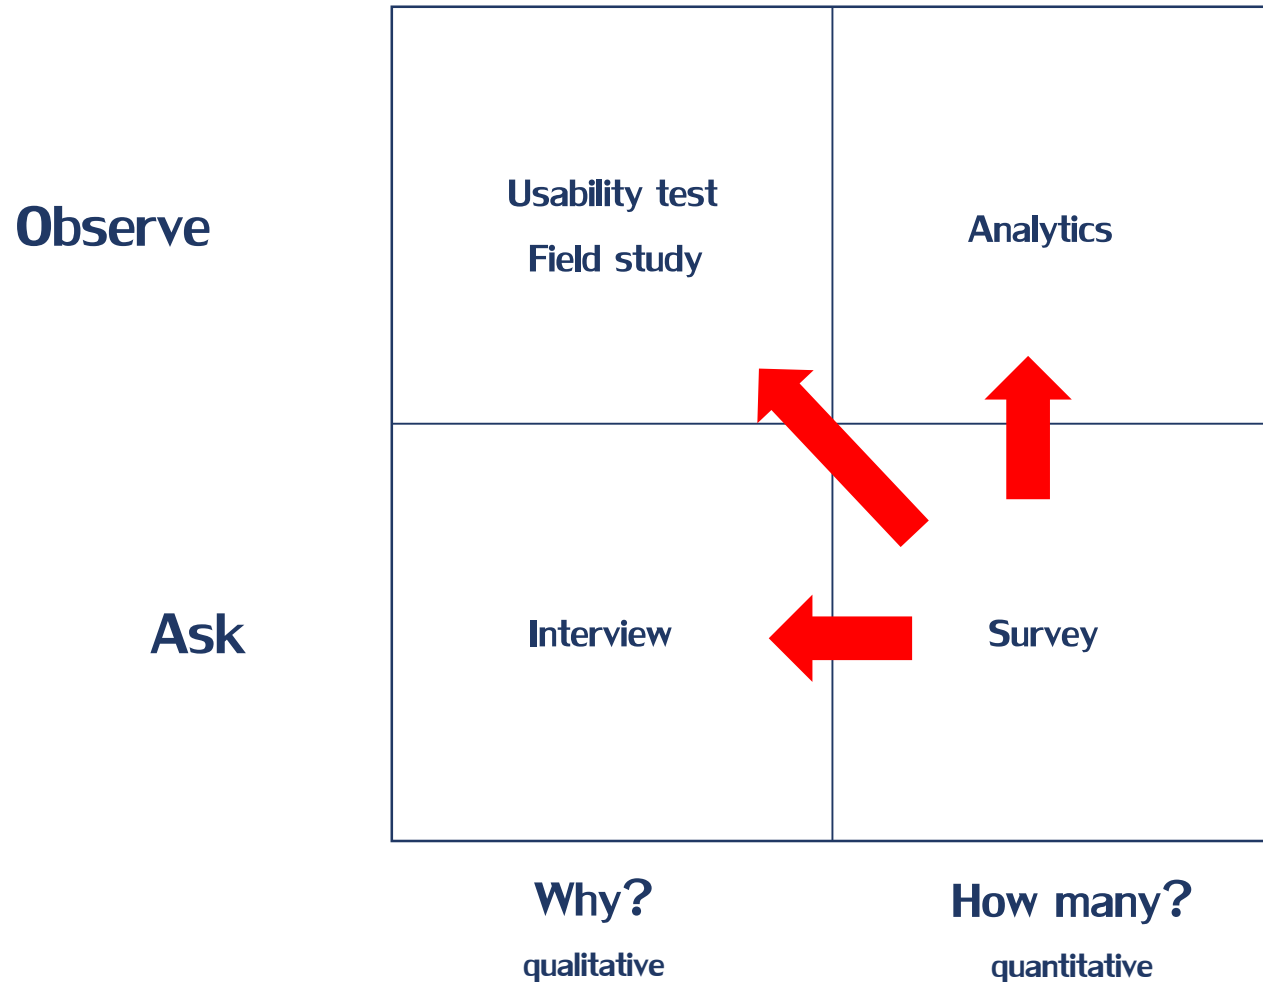 Observe
Usability test
Field study
Analytics
Ask
Interview
Survey
Why?
qualitative
How many?
quantitative